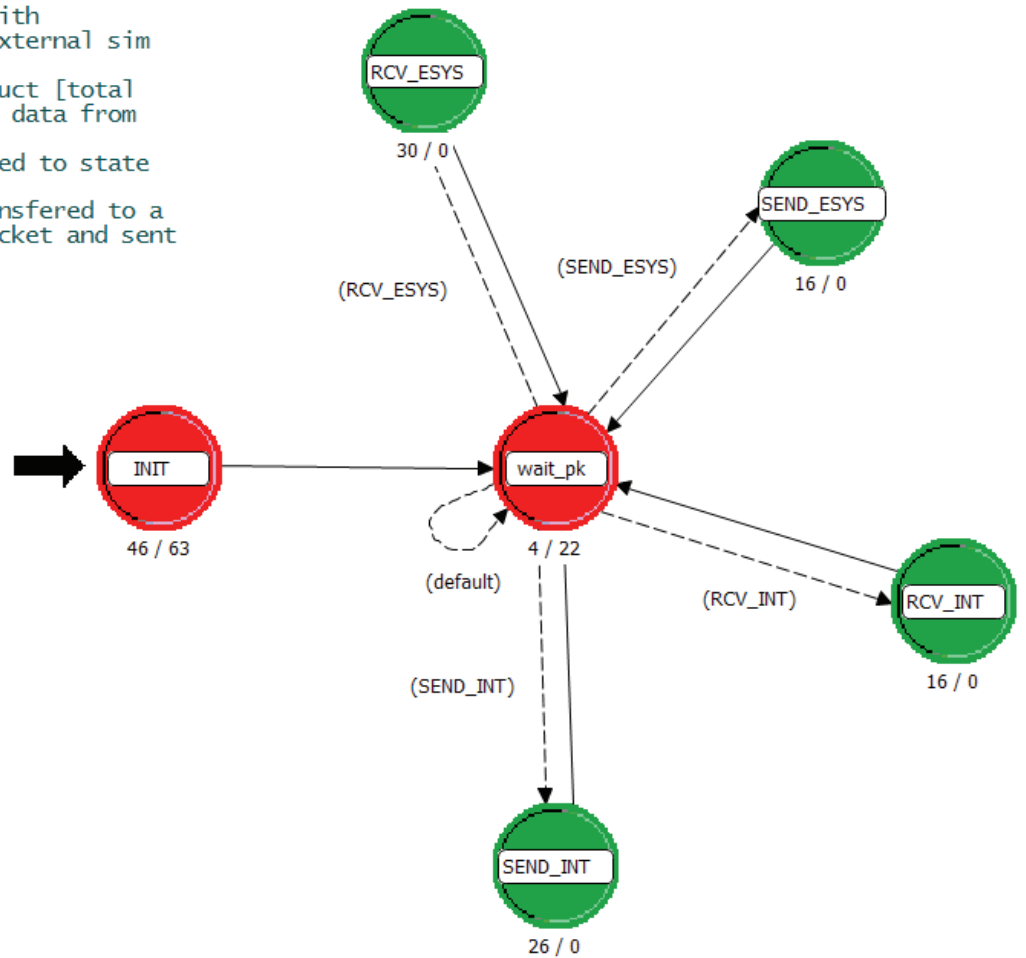 ith
xternal sim
uct [total
data from
ed to state
nsfered to a
cket and sent
RCV_ESYS
30 / 0
SEND_ESYS
16 / 0
(SEND_ESYS)
(RCV_ESYS)
INIT
46 / 63
wait_pk
4 / 22
(default)
(RCV_INT)
RCV_INT
16 / 0
(SEND_INT)
SEND_INT
26 / 0